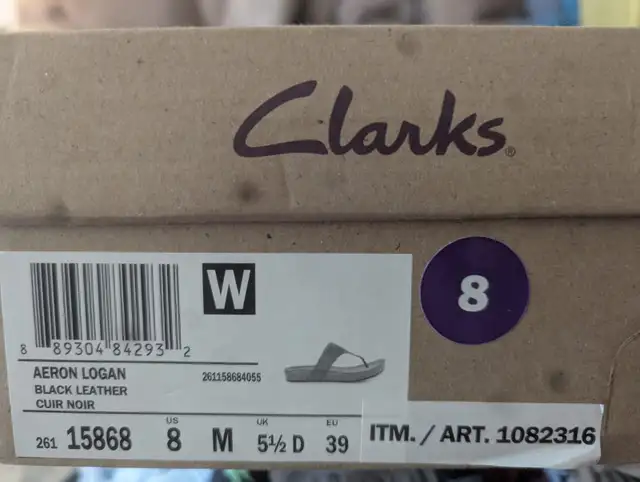 Clarks®
W
8
8 89304 84293 2
AERON LOGAN
261158684055
BLACK LEATHER
CUIR NOIR
US UK EU
261 15868 8 M 5½ D 39
ITM. / ART. 1082316